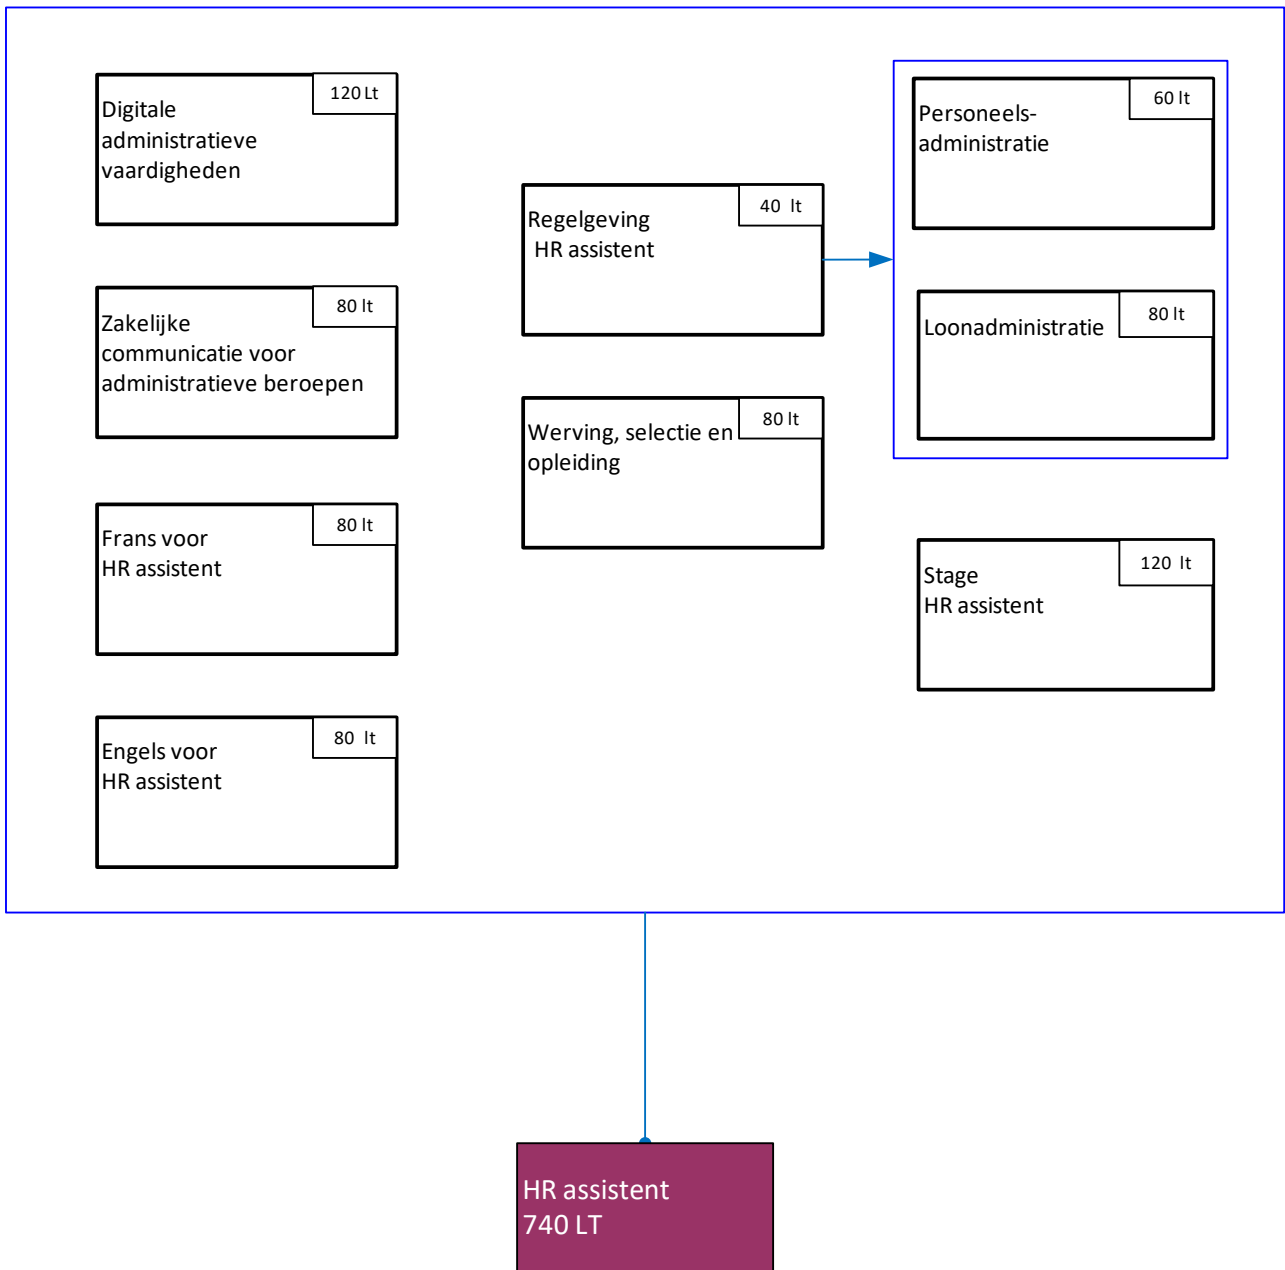 120 Lt
Digitale
administratieve
vaardigheden
80 lt
Zakelijke
communicatie voor
administratieve beroepen
80 lt
Frans voor
HR assistent
80 lt
Engels voor
HR assistent
40 lt
Regelgeving
HR assistent
80 lt
Werving, selectie en
opleiding
60 lt
Personeels-
administratie
80 lt
Loonadministratie
120 lt
Stage
HR assistent
HR assistent
740 LT